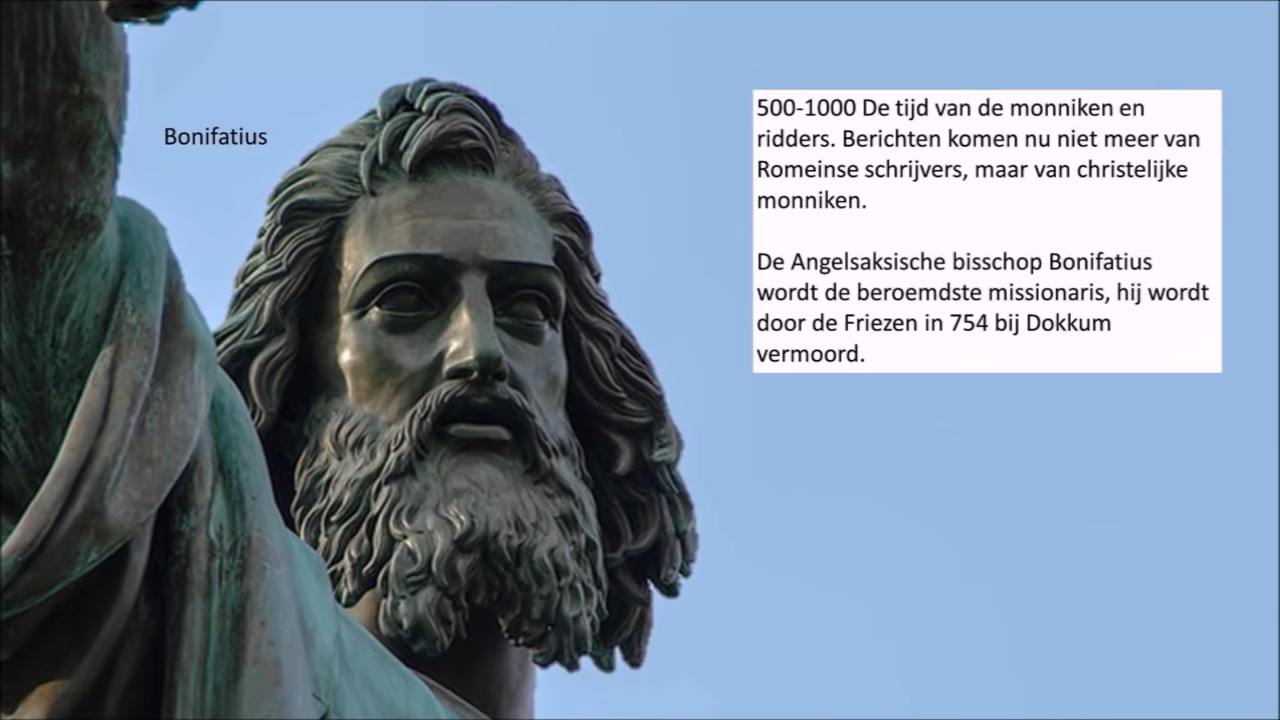 Bonifatius
500-1000 De tijd van de monniken en
ridders. Berichten komen nu niet meer van
Romeinse schrijvers, maar van christelijke
monniken.
De Angelsaksische bisschop Bonifatius
wordt de beroemdste missionaris, hij wordt
door de Friezen in 754 bij Dokkum
vermoord.